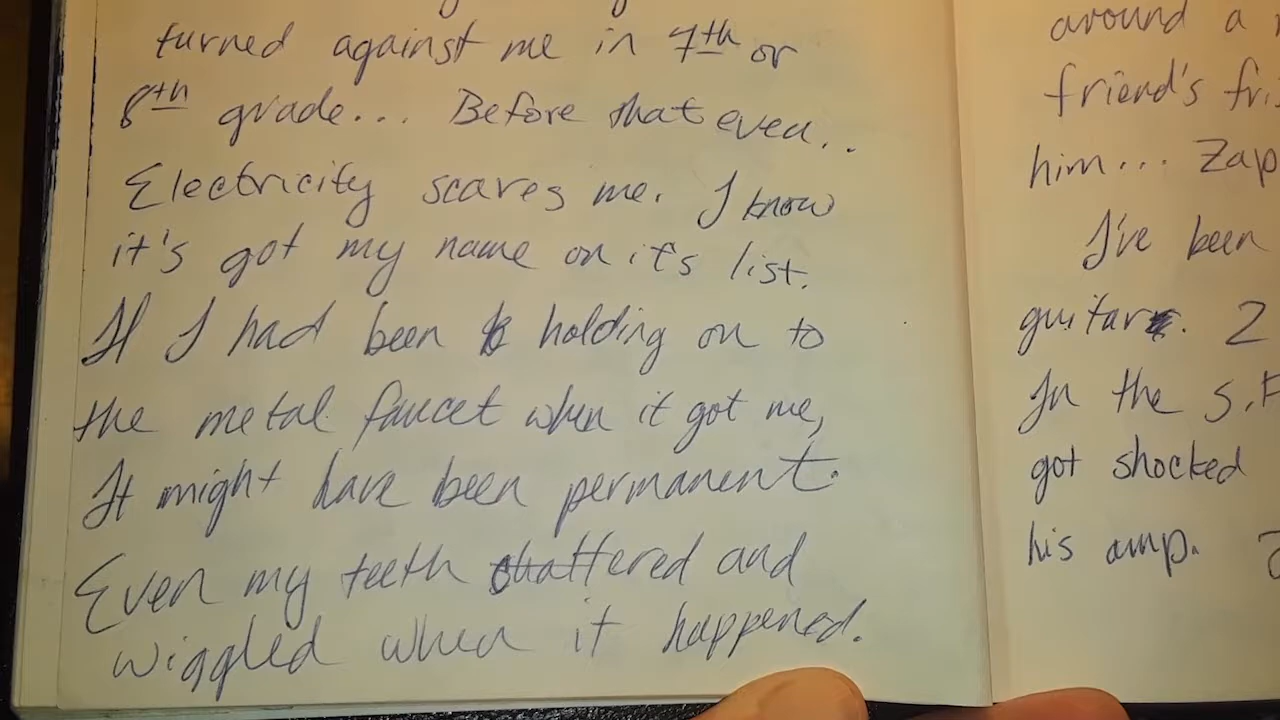 turned against me in 7th or
8th grade... Before that even..
Electricity scares me. I know
it's got my name on it's list.
If I had been holding on to
the metal faucet when it got me,
It might have been permanent.
Even my teeth chattered and
wiggled when it happened.
around a
friend's
him... Zap
I've been
guitar. 2
In the S.F
got shocked
his amp.